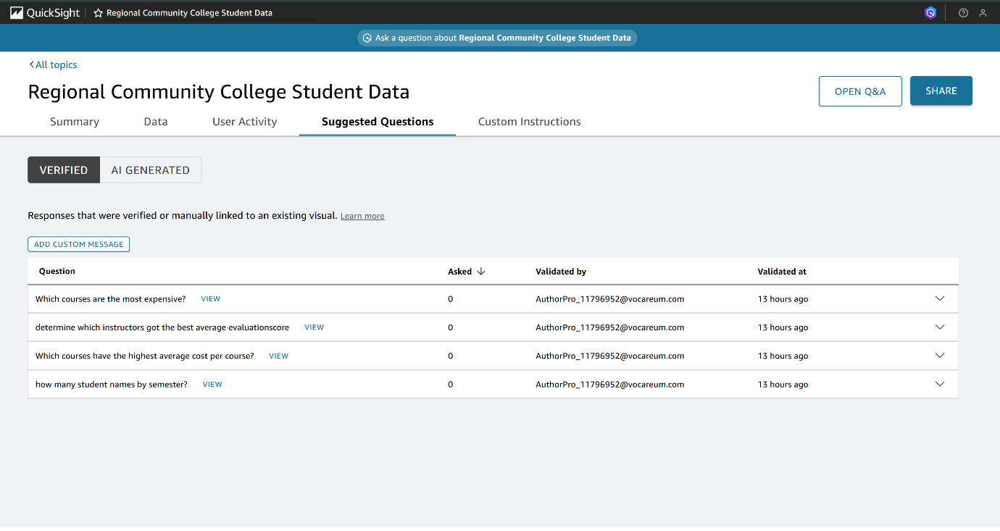 QuickSight Regional Community College Student Data
Ask a question about Regional Community College Student Data
All topics
Regional Community College Student Data
OPEN Q&A SHARE
Summary Data User Activity Suggested Questions Custom Instructions
VERIFIED AI GENERATED
Responses that were verified or manually linked to an existing visual. Learn more
ADD CUSTOM MESSAGE
Question Asked Validated by Validated at
Which courses are the most expensive? VIEW 0 AuthorPro_11796952@vocareum.com 13 hours ago
determine which instructors got the best average evaluationscore VIEW 0 AuthorPro_11796952@vocareum.com 13 hours ago
Which courses have the highest average cost per course? VIEW 0 AuthorPro_11796952@vocareum.com 13 hours ago
how many student names by semester? VIEW 0 AuthorPro_11796952@vocareum.com 13 hours ago